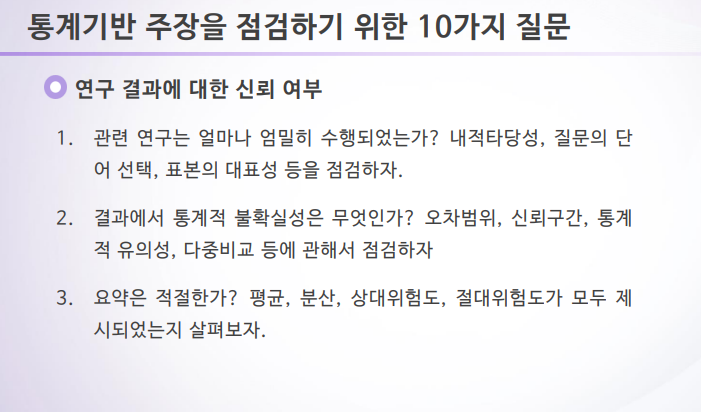 통계기반 주장을 점검하기 위한 10가지 질문
연구 결과에 대한 신뢰 여부
1. 관련 연구는 얼마나 엄밀히 수행되었는가? 내적타당성, 질문의 단
어 선택, 표본의 대표성 등을 점검하자.
2. 결과에서 통계적 불확실성은 무엇인가? 오차범위, 신뢰구간, 통계
적 유의성, 다중비교 등에 관해서 점검하자
3. 요약은 적절한가? 평균, 분산, 상대위험도, 절대위험도가 모두 제
시되었는지 살펴보자.